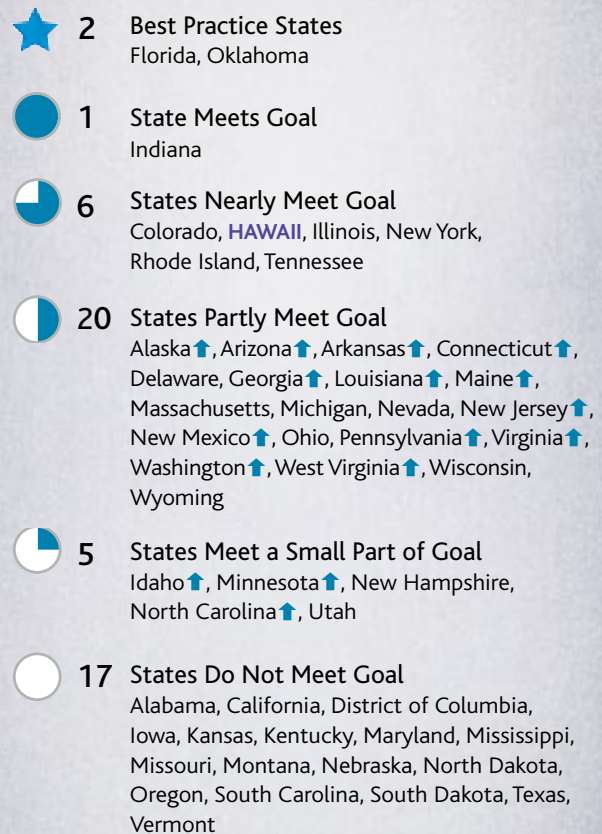 2 Best Practice States
Florida, Oklahoma
1 State Meets Goal
Indiana
6 States Nearly Meet Goal
Colorado, HAWAII, Illinois, New York,
Rhode Island, Tennessee
20 States Partly Meet Goal
Alaska⬆, Arizona⬆, Arkansas⬆, Connecticut⬆,
Delaware, Georgia⬆, Louisiana⬆, Maine⬆,
Massachusetts, Michigan, Nevada, New Jersey⬆,
New Mexico⬆, Ohio, Pennsylvania⬆, Virginia⬆,
Washington⬆, West Virginia⬆, Wisconsin,
Wyoming
5 States Meet a Small Part of Goal
Idaho⬆, Minnesota⬆, New Hampshire,
North Carolina⬆, Utah
17 States Do Not Meet Goal
Alabama, California, District of Columbia,
Iowa, Kansas, Kentucky, Maryland, Mississippi,
Missouri, Montana, Nebraska, North Dakota,
Oregon, South Carolina, South Dakota, Texas,
Vermont